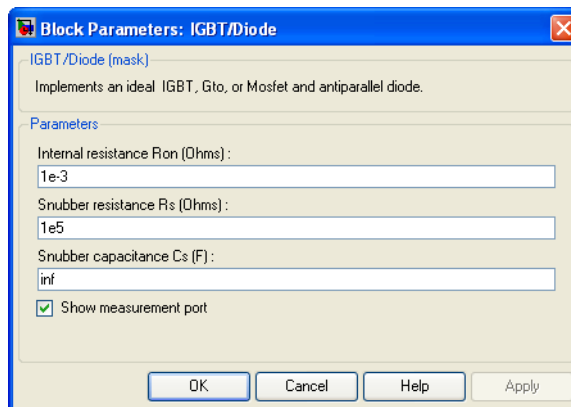 Block Parameters: IGBT/Diode
IGBT/Diode (mask)
Implements an ideal IGBT, Gto, or Mosfet and antiparallel diode.
Parameters
Internal resistance Ron (Ohms) :
1e-3
Snubber resistance Rs (Ohms) :
1e5
Snubber capacitance Cs (F) :
inf
Show measurement port
OK Cancel Help Apply